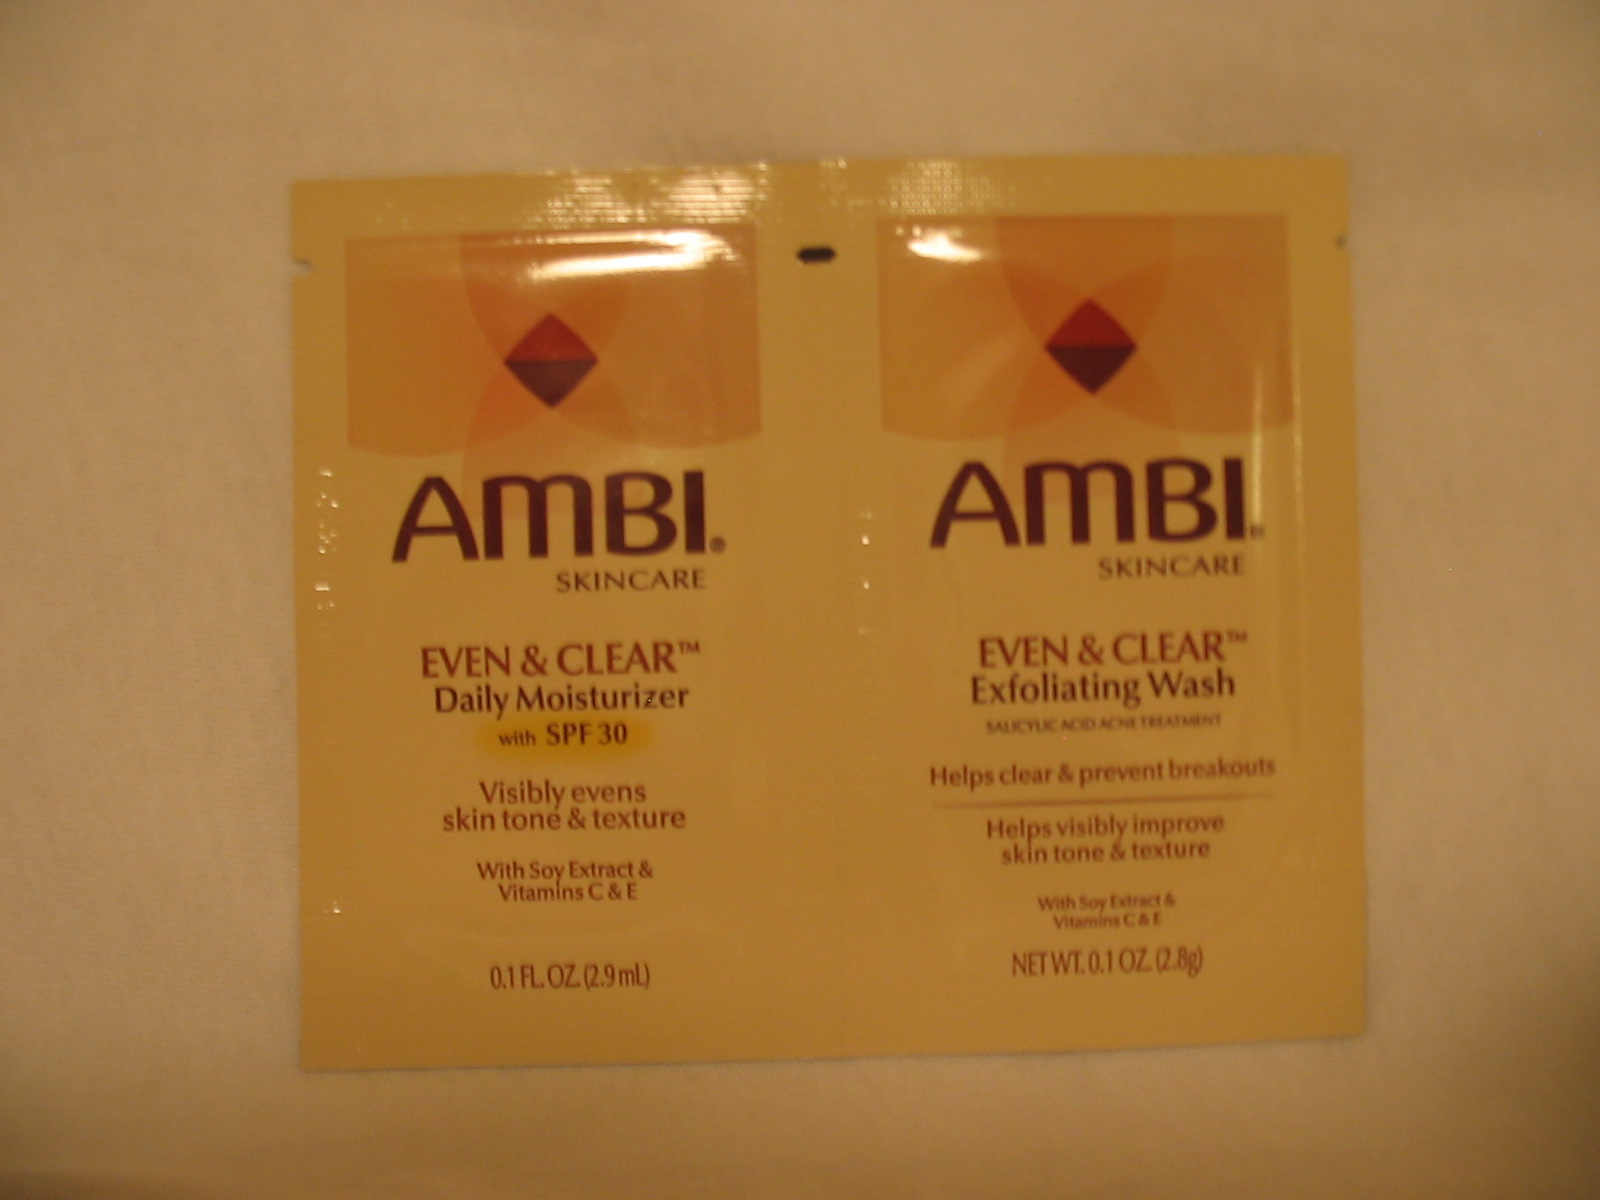 AMBI®
SKINCARE
EVEN & CLEAR™
Daily Moisturizer
with SPF 30
Visibly evens
skin tone & texture
With Soy Extract &
Vitamins C & E
0.1 FL. OZ. (2.9 mL)
AMBI®
SKINCARE
EVEN & CLEAR™
Exfoliating Wash
SALICYLIC ACID ACNE TREATMENT
Helps clear & prevent breakouts
Helps visibly improve
skin tone & texture
With Soy Extract &
Vitamins C & E
NET WT. 0.1 OZ. (2.8g)